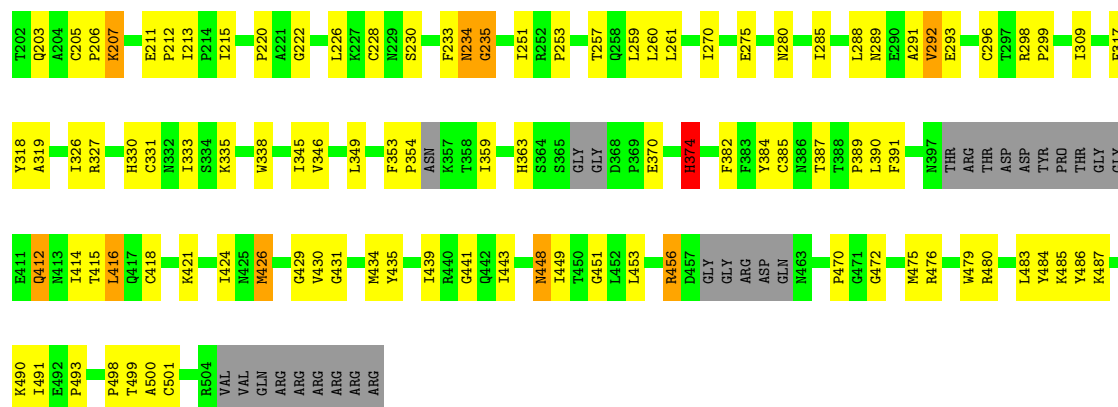 T202 Q203 A204 C205 P206 K207 E211 P212 I213 P214 I215 P220 A221 G222 L226 K227 C228 N229 S230 F233 N234 G235 I251 R252 P253 T257 Q258 L259 L260 L261 I270 E275 N280 I285 L288 N289 E290 A291 V292 E293 C296 T297 R298 P299 I309
Y318 A319 I326 R327 H330 C331 N332 I333 S334 K335 W338 I345 V346 L349 F353 P354 ASN K357 T358 I359 H363 S364 S365 GLY GLY D368 P369 E370 H374 F382 F383 Y384 C385 N386 T387 T388 P389 L390 F391 N397 THR ARG THR ASP ASP TYR PRO THR GLY
E411 Q412 N413 I414 T415 L416 Q417 C418 K421 I424 N425 M426 G429 V430 G431 M434 Y435 I439 R440 G441 Q442 I443 N448 I449 T450 G451 L452 L453 R456 D457 GLY GLY ARG ASP GLN N463 P470 G471 G472 M475 R476 W479 R480 L483 Y484 K485 Y486 K487
K490 I491 E492 P493 P498 T499 A500 C501 R504 VAL VAL GLN ARG ARG ARG ARG ARG ARG